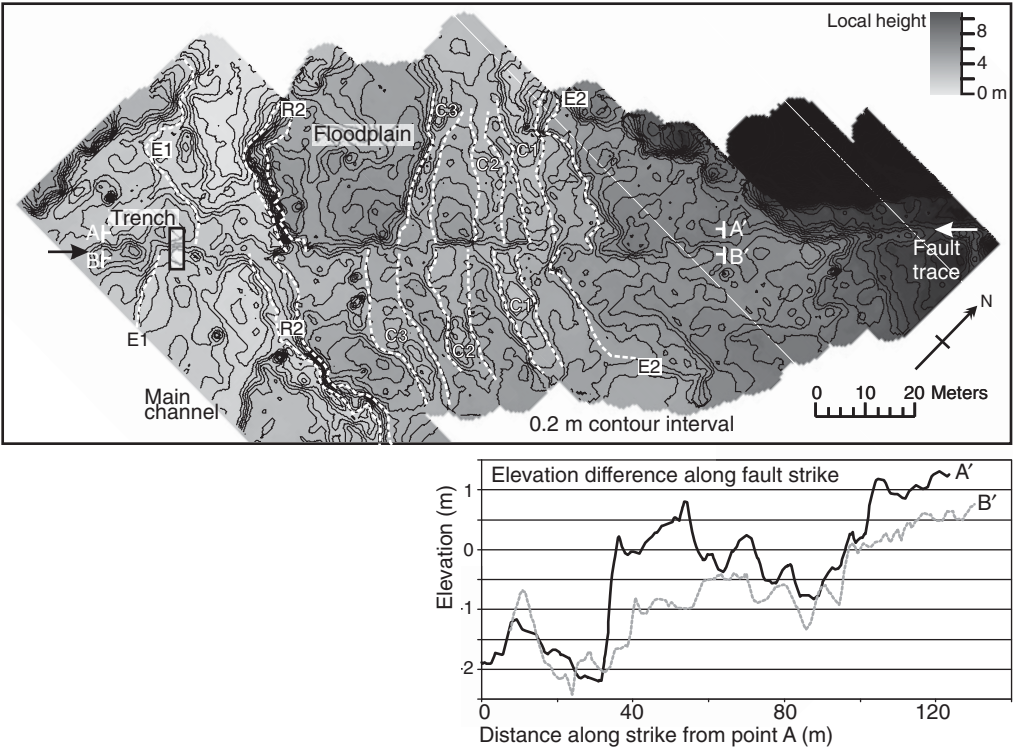 Local height
8
4
0 m
R2
Floodplain
C3
E2
C2
C1
E1
Trench
A
B
A′
B′
Fault
trace
N
E1
R2
C3
C2
C1
E2
Main
channel
0 10 20 Meters
0.2 m contour interval
Elevation difference along fault strike
A′
B′
Elevation (m)
1
0
-1
-2
0 40 80 120
Distance along strike from point A (m)